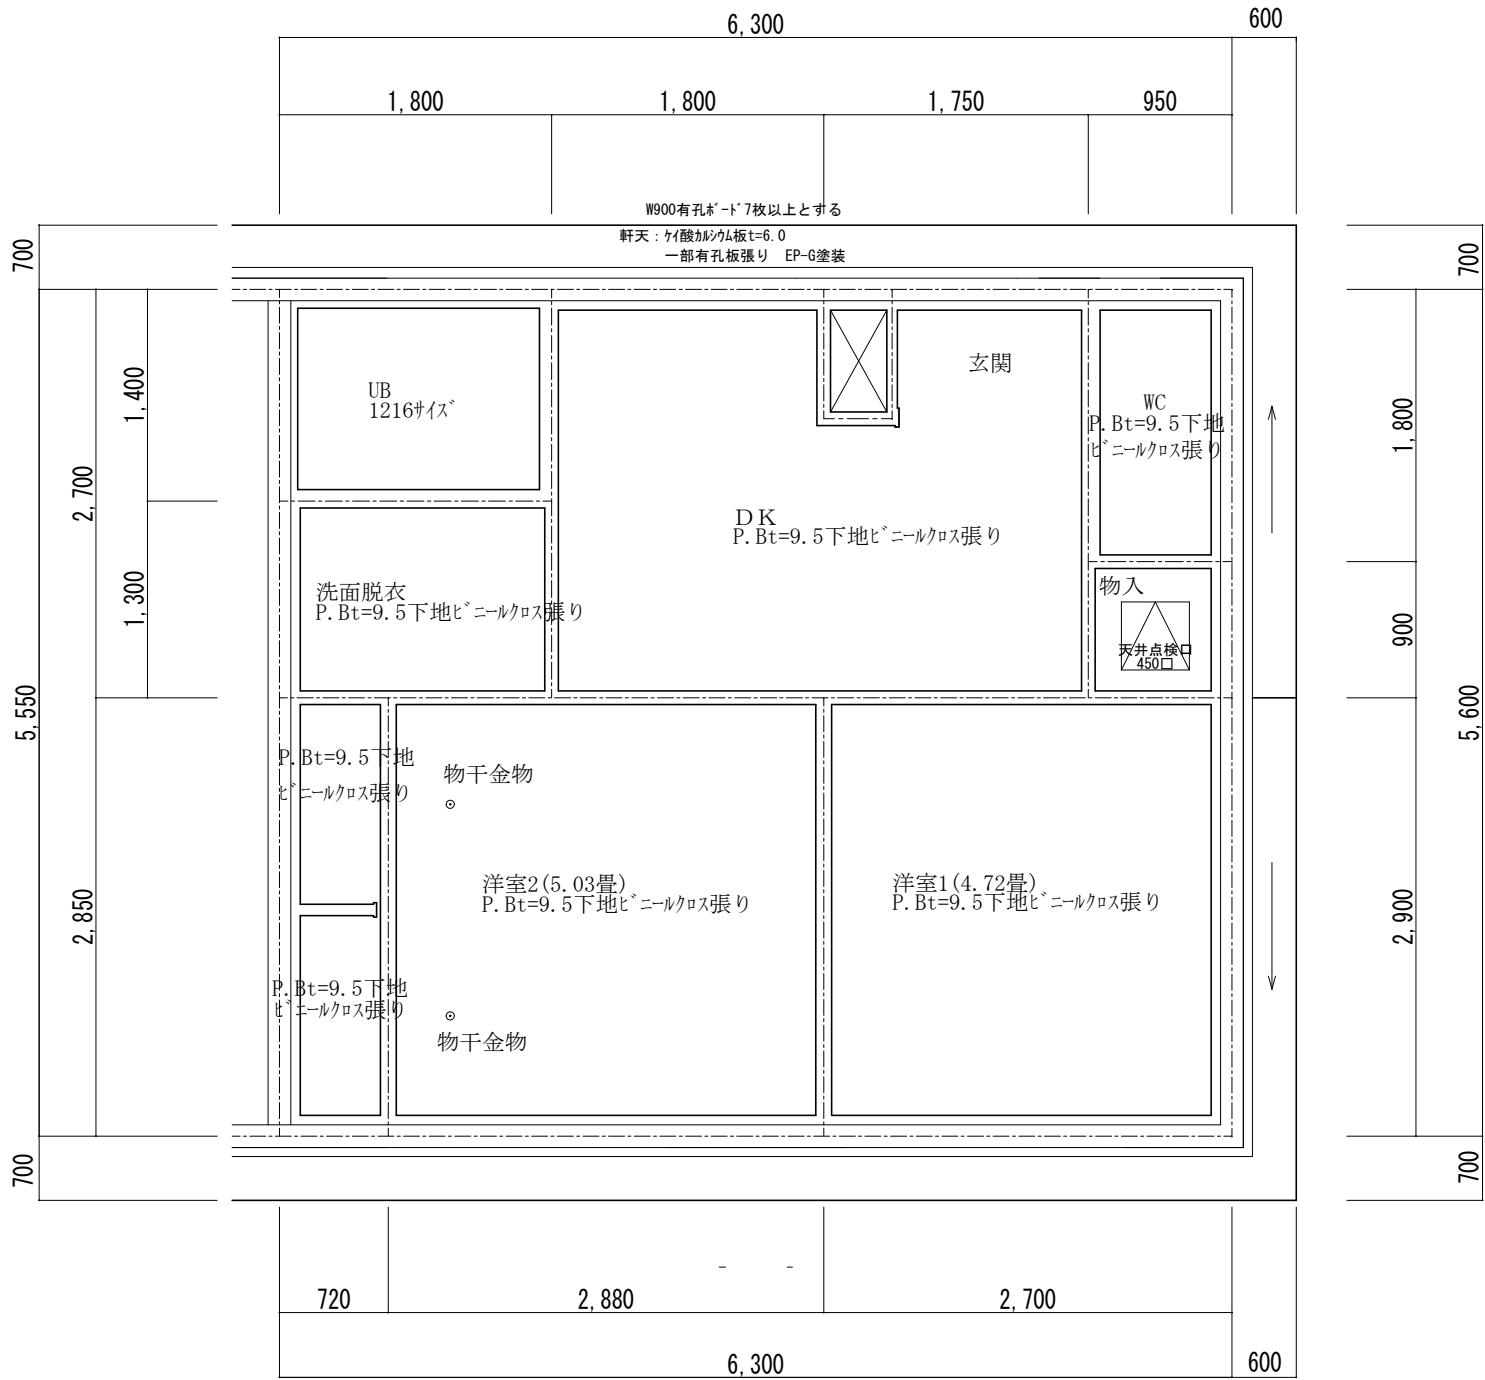 6,300
600
1,800
1,800
1,750
950
W900有孔ﾎﾞｰﾄﾞ7枚以上とする
軒天：ｹｲ酸ｶﾙｼｳﾑ板t=6.0
一部有孔板張り　EP-G塗装
700
700
UB
1216ｻｲｽﾞ
玄関
WC
P.Bt=9.5下地
ﾋﾞﾆｰﾙｸﾛｽ張り
1,400
1,800
2,700
DK
P.Bt=9.5下地ﾋﾞﾆｰﾙｸﾛｽ張り
1,300
洗面脱衣
P.Bt=9.5下地ﾋﾞﾆｰﾙｸﾛｽ張り
物入
天井点検口
450□
900
5,550
5,600
P.Bt=9.5下地
ﾋﾞﾆｰﾙｸﾛｽ張り
物干金物
洋室2(5.03畳)
P.Bt=9.5下地ﾋﾞﾆｰﾙｸﾛｽ張り
洋室1(4.72畳)
P.Bt=9.5下地ﾋﾞﾆｰﾙｸﾛｽ張り
2,850
2,900
P.Bt=9.5下地
ﾋﾞﾆｰﾙｸﾛｽ張り
物干金物
700
700
720
2,880
2,700
6,300
600